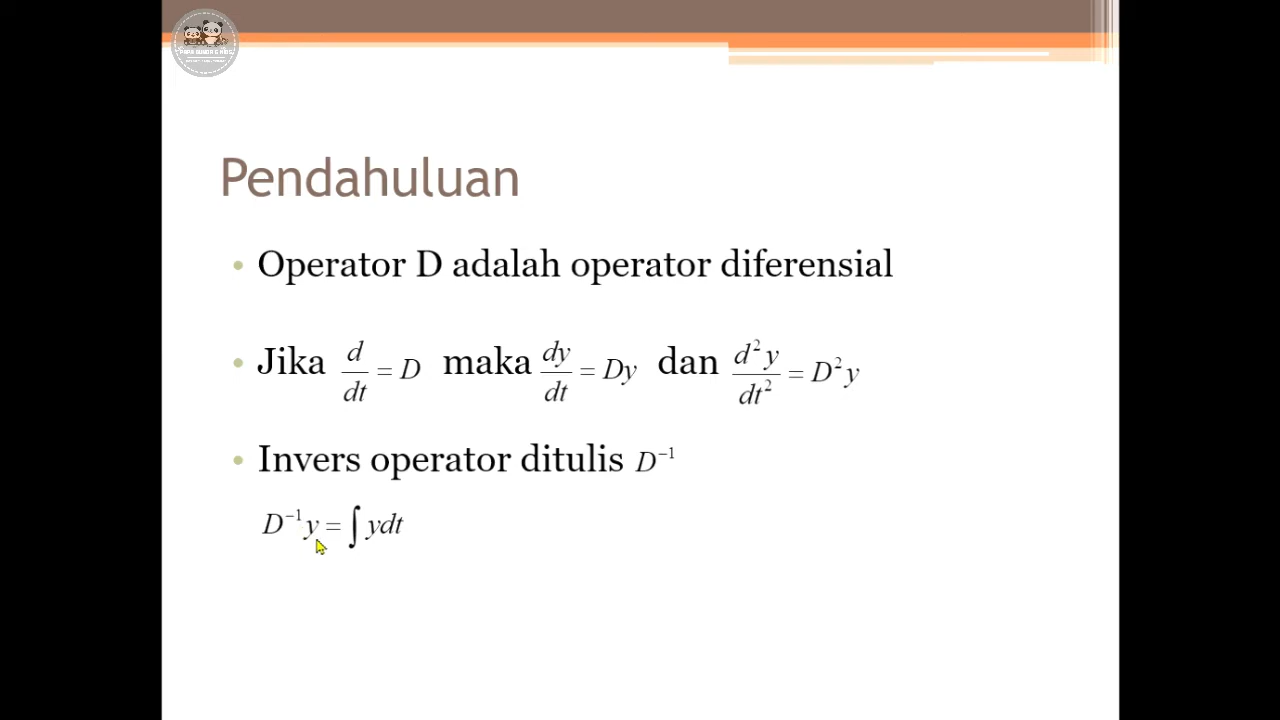 Pendahuluan
• Operator D adalah operator diferensial
• Jika d/dt = D maka dy/dt = Dy dan d²y/dt² = D²y
• Invers operator ditulis D⁻¹
D⁻¹y = ∫ ydt